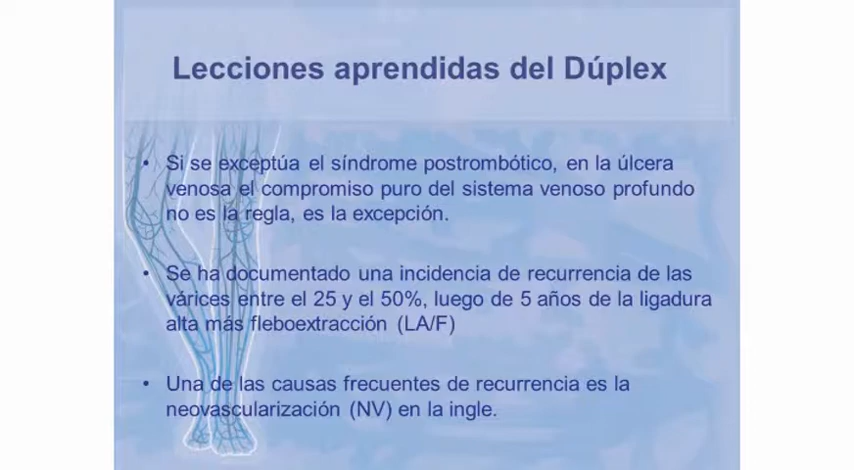 Lecciones aprendidas del Dúplex
• Si se exceptúa el síndrome postrombótico, en la úlcera
venosa el compromiso puro del sistema venoso profundo
no es la regla, es la excepción.
• Se ha documentado una incidencia de recurrencia de las
várices entre el 25 y el 50%, luego de 5 años de la ligadura
alta más fleboextracción (LA/F)
• Una de las causas frecuentes de recurrencia es la
neovascularización (NV) en la ingle.